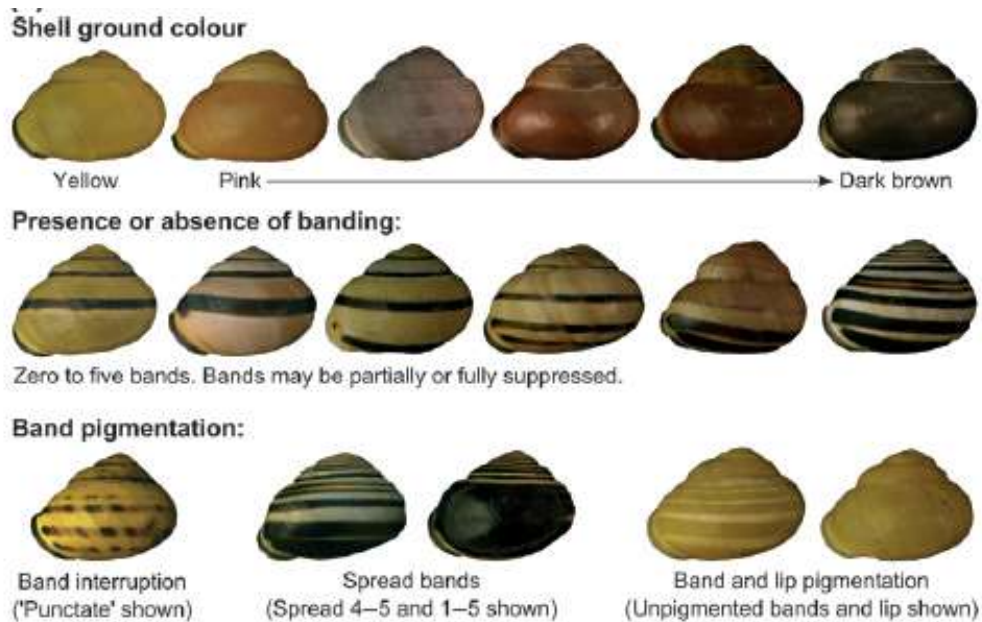 Shell ground colour
Yellow
Pink
Dark brown
Presence or absence of banding:
Zero to five bands. Bands may be partially or fully suppressed.
Band pigmentation:
Band interruption
('Punctate' shown)
Spread bands
(Spread 4–5 and 1–5 shown)
Band and lip pigmentation
(Unpigmented bands and lip shown)